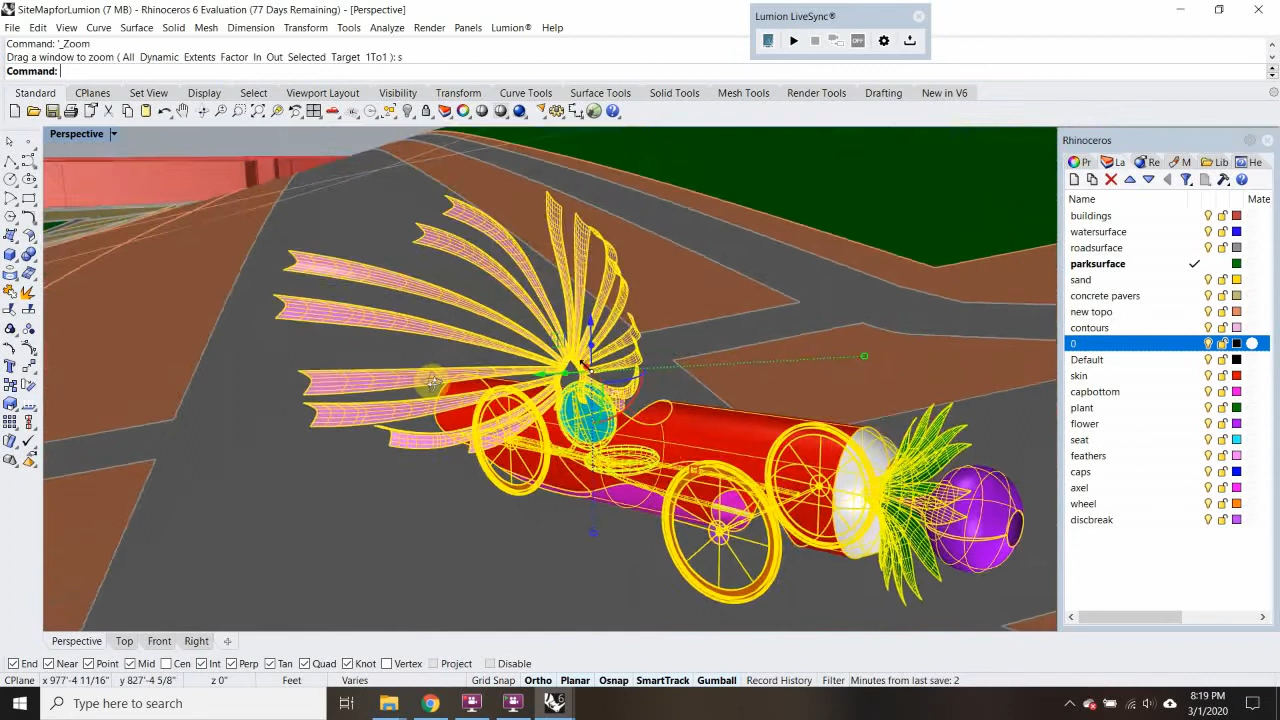 SiteMapforLumion (7 MB) - Rhinoceros 6 Evaluation (77 Days Remaining) - [Perspective]
Lumion LiveSync®
File Edit View Curve Surface Solid Mesh Dimension Transform Tools Analyze Render Panels Lumion® Help
OFF
Command: '_Zoom
Drag a window to zoom ( All Dynamic Extents Factor In Out Selected Target 1To1 ): s
Command:
Standard CPlanes Set View Display Select Viewport Layout Visibility Transform Curve Tools Surface Tools Solid Tools Mesh Tools Render Tools Drafting New in V6
Perspective
Rhinoceros
Pr La Re M Lib He
Name Mate
buildings
watersurface
roadsurface
parksurface
sand
concrete pavers
new topo
contours
0
Default
skin
capbottom
plant
flower
seat
feathers
caps
axel
wheel
discbreak
Perspective Top Front Right
End Near Point Mid Cen Int Perp Tan Quad Knot Vertex Project Disable
CPlane x 977'-4 11/16" y 827'-4 5/8" z 0" Feet Varies Grid Snap Ortho Planar Osnap SmartTrack Gumball Record History Filter Minutes from last save: 2
Type here to search
8:19 PM
3/1/2020